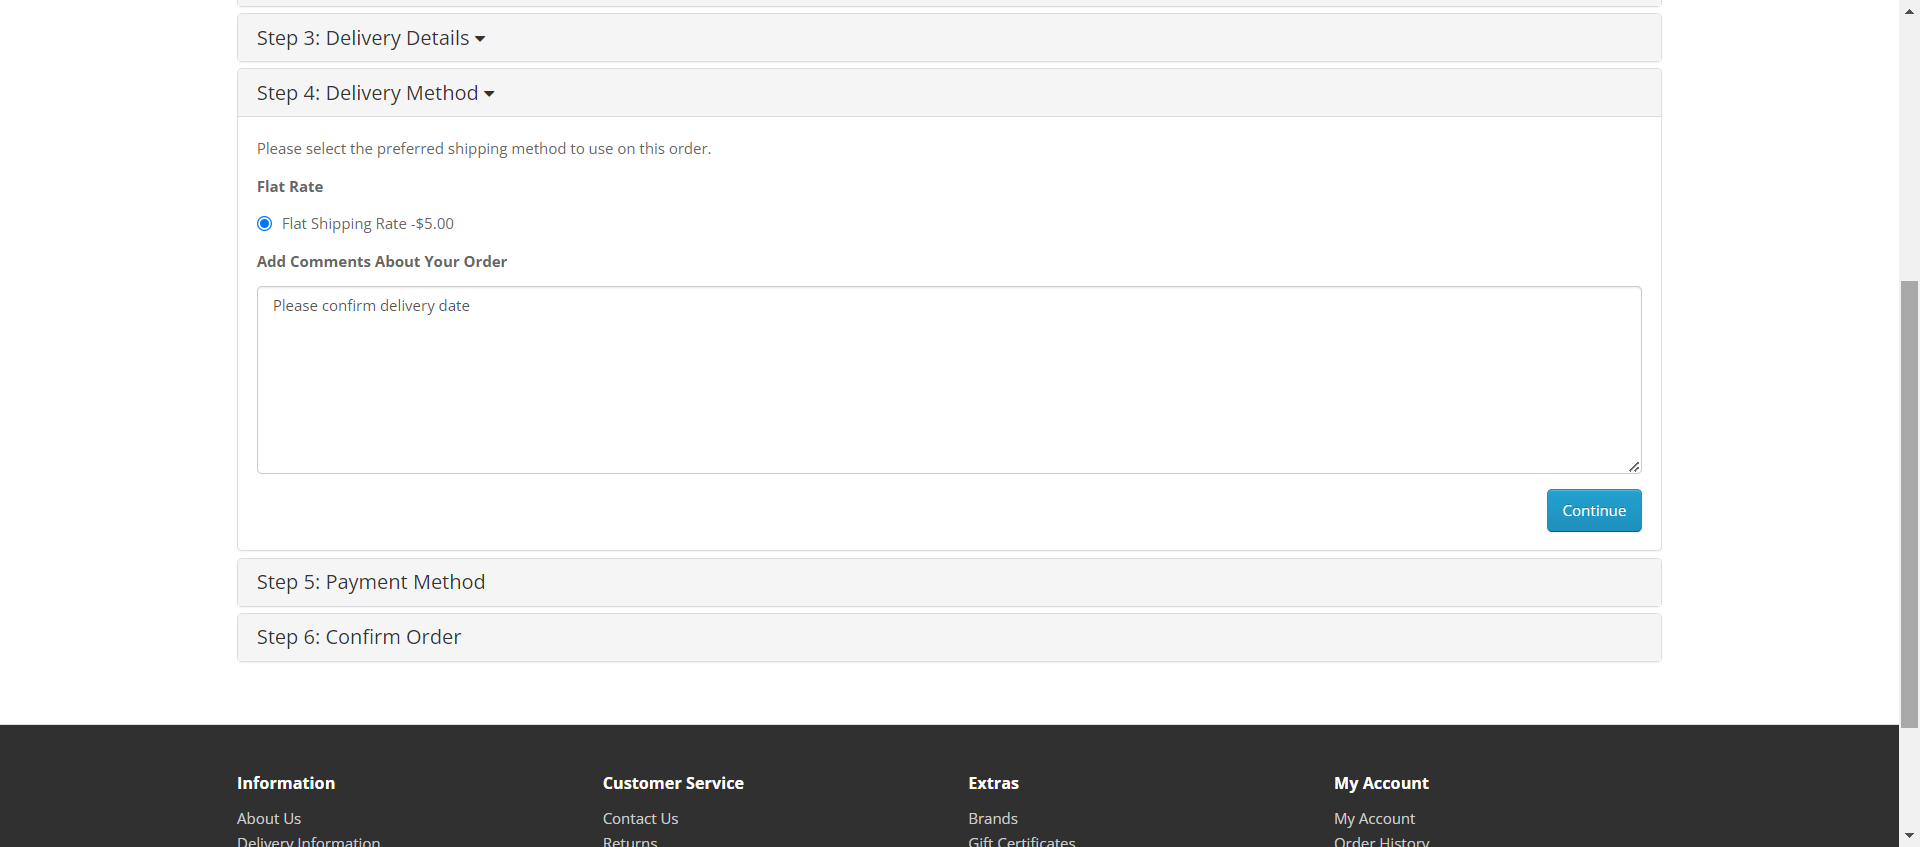 Step 3: Delivery Details
Step 4: Delivery Method
Please select the preferred shipping method to use on this order.
Flat Rate
Flat Shipping Rate -$5.00
Add Comments About Your Order
Please confirm delivery date
Continue
Step 5: Payment Method
Step 6: Confirm Order
Information
Customer Service
Extras
My Account
About Us
Contact Us
Brands
My Account
Delivery Information
Returns
Gift Certificates
Order History